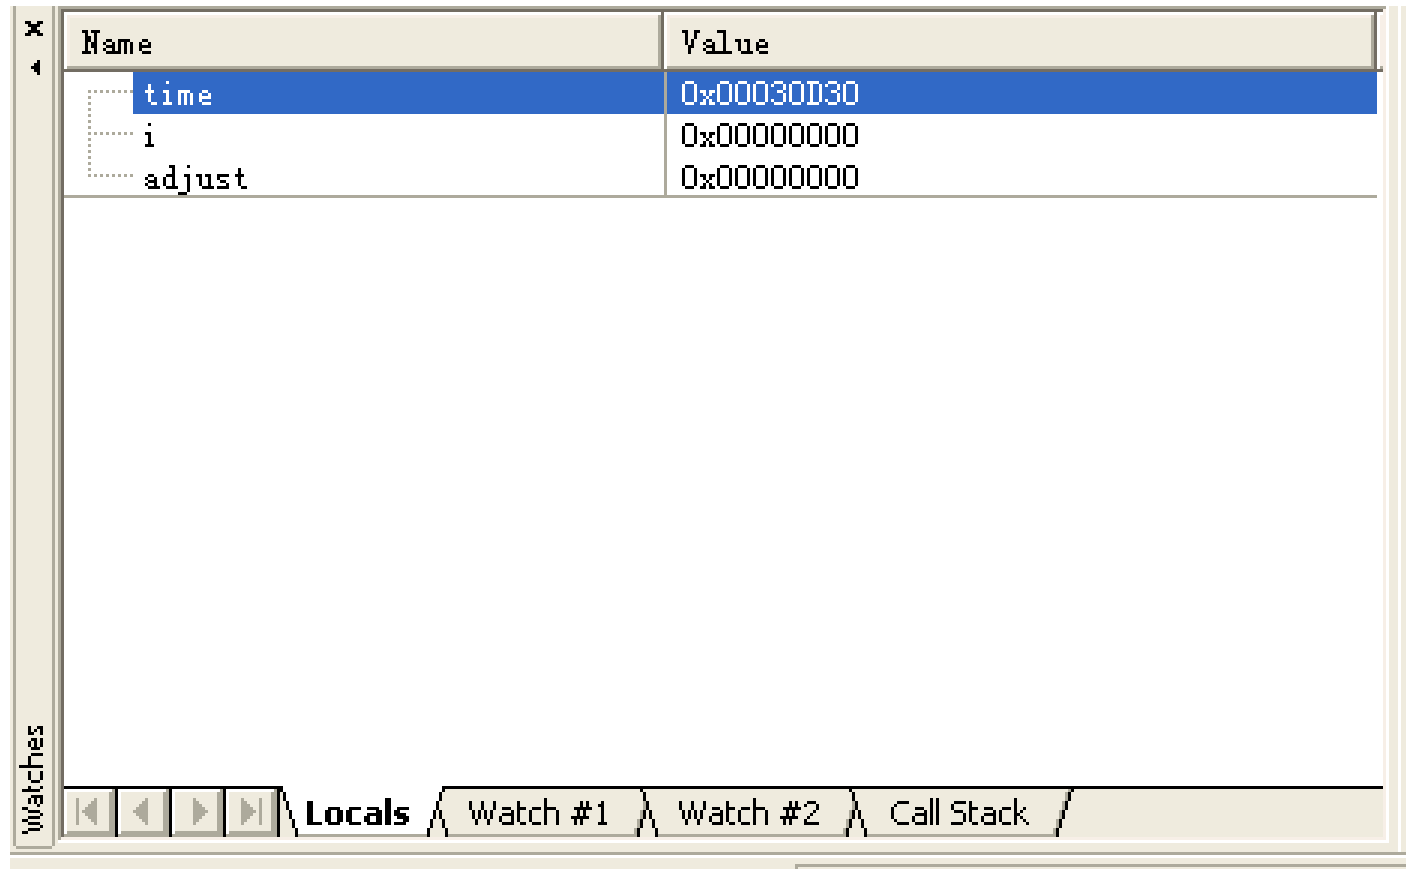 Name Value
time 0x00030D30
i 0x00000000
adjust 0x00000000
Watches
Locals Watch #1 Watch #2 Call Stack